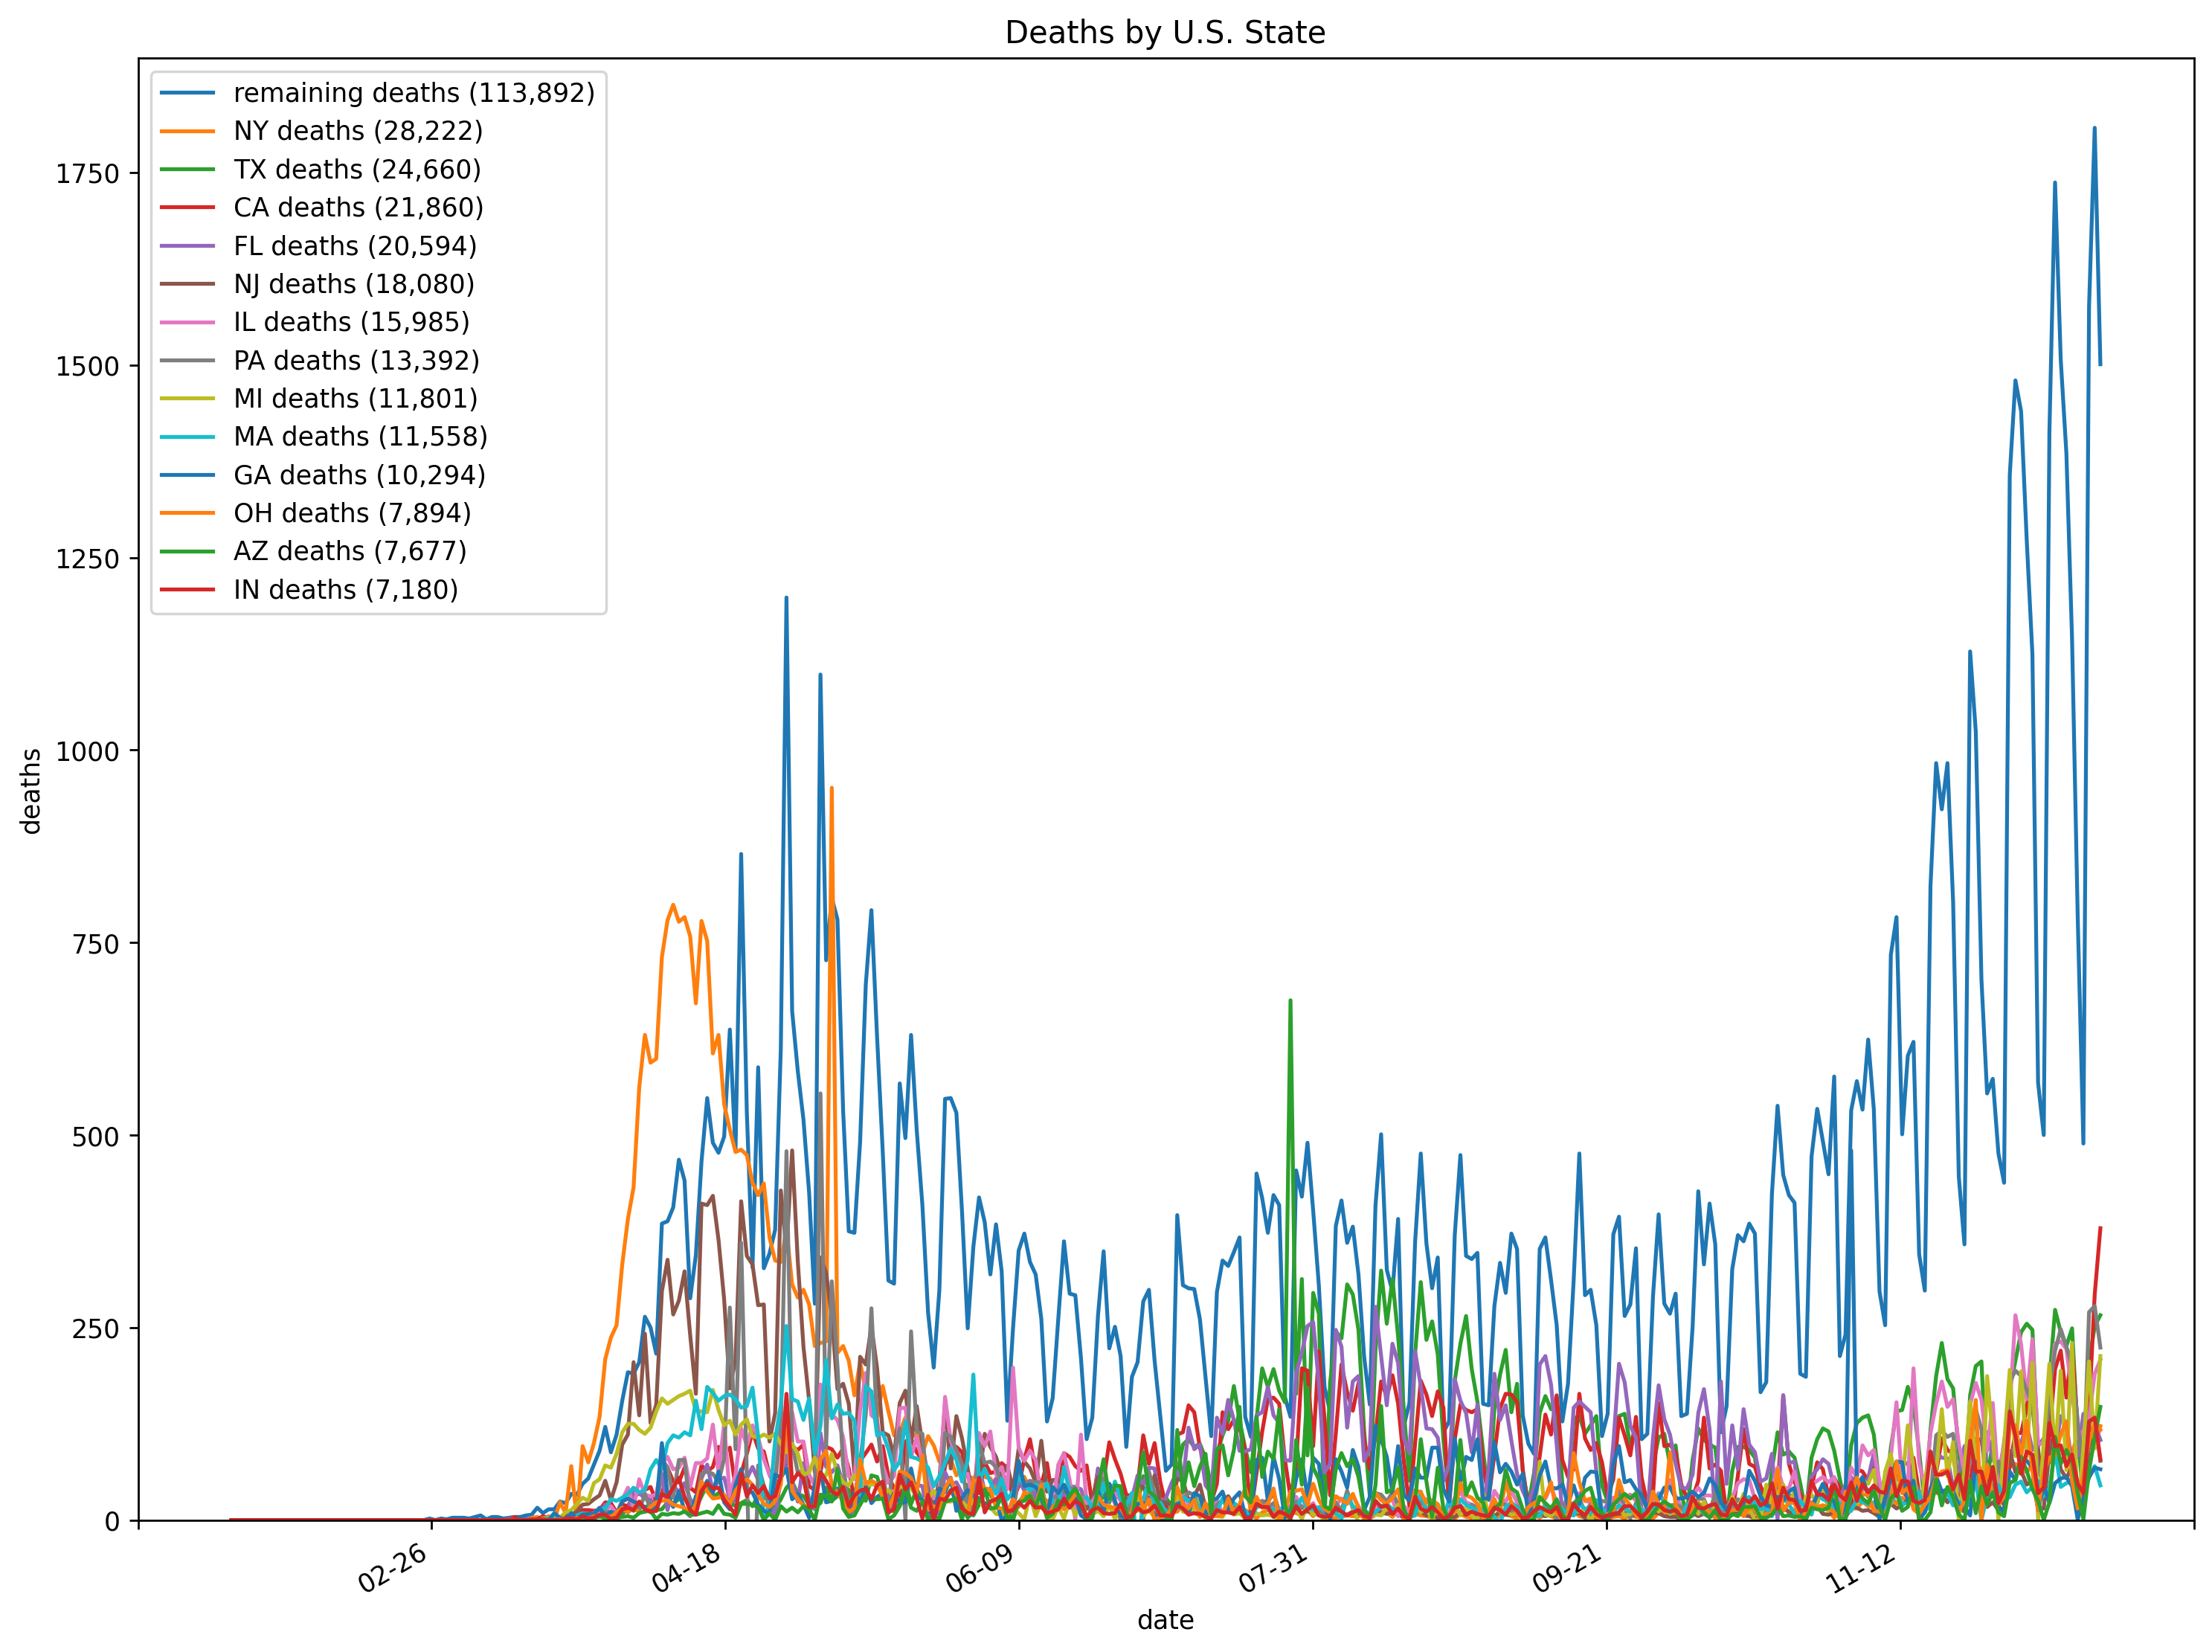 Deaths by U.S. State
remaining deaths (113,892)
NY deaths (28,222)
TX deaths (24,660)
CA deaths (21,860)
FL deaths (20,594)
NJ deaths (18,080)
IL deaths (15,985)
PA deaths (13,392)
MI deaths (11,801)
MA deaths (11,558)
GA deaths (10,294)
OH deaths (7,894)
AZ deaths (7,677)
IN deaths (7,180)
1750
1500
1250
1000
750
500
250
0
deaths
02-26
04-18
06-09
07-31
09-21
11-12
date